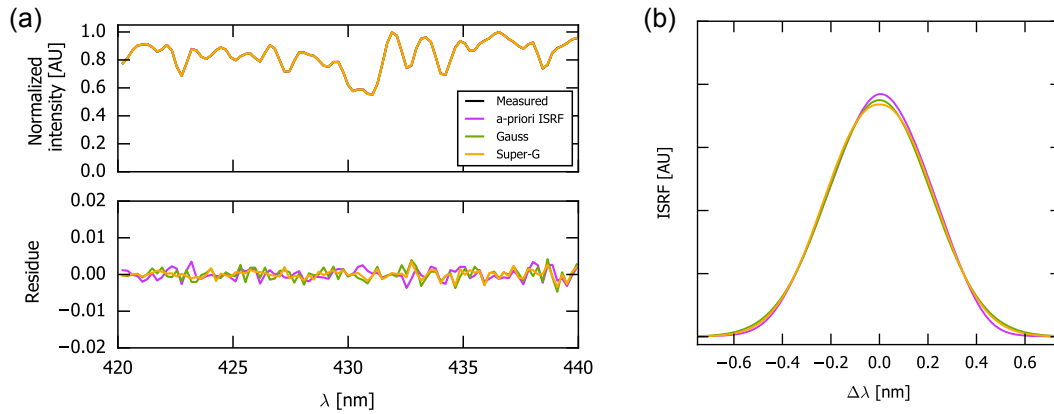 (a)
Normalized
intensity [AU]
1.0
0.8
0.6
0.4
0.2
0.0
Measured
a-priori ISRF
Gauss
Super-G
Residue
0.02
0.01
0.00
−0.01
−0.02
420
425
430
435
440
λ [nm]
(b)
ISRF [AU]
−0.6
−0.4
−0.2
0.0
0.2
0.4
0.6
Δλ [nm]